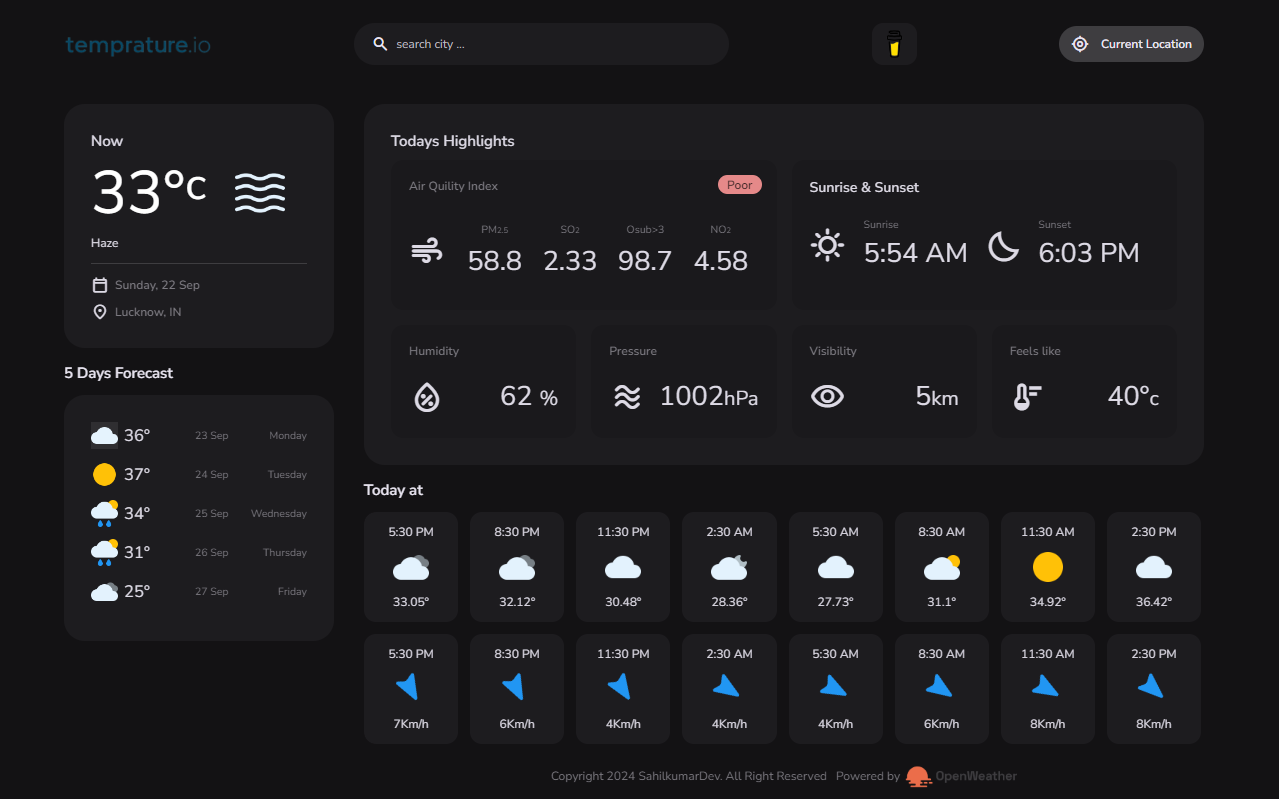 temprature.io
search city ...
Current Location
Now
33°c
Haze
Sunday, 22 Sep
Lucknow, IN
5 Days Forecast
36° 23 Sep Monday
37° 24 Sep Tuesday
34° 25 Sep Wednesday
31° 26 Sep Thursday
25° 27 Sep Friday
Todays Highlights
Air Quility Index Poor
PM2.5 SO2 Osub>3 NO2
58.8 2.33 98.7 4.58
Sunrise & Sunset
Sunrise Sunset
5:54 AM 6:03 PM
Humidity
62 %
Pressure
1002hPa
Visibility
5km
Feels like
40°c
Today at
5:30 PM 8:30 PM 11:30 PM 2:30 AM 5:30 AM 8:30 AM 11:30 AM 2:30 PM
33.05° 32.12° 30.48° 28.36° 27.73° 31.1° 34.92° 36.42°
5:30 PM 8:30 PM 11:30 PM 2:30 AM 5:30 AM 8:30 AM 11:30 AM 2:30 PM
7Km/h 6Km/h 4Km/h 4Km/h 4Km/h 6Km/h 8Km/h 8Km/h
Copyright 2024 SahilkumarDev. All Right Reserved Powered by OpenWeather